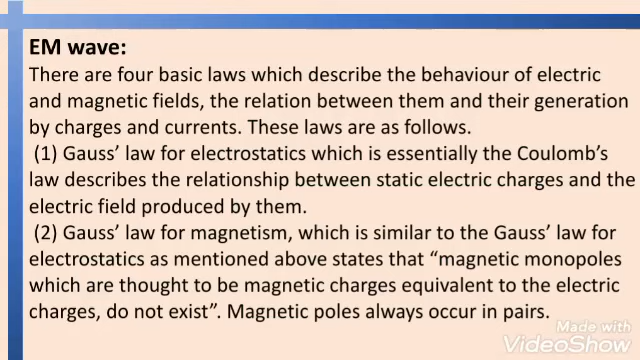 EM wave:
There are four basic laws which describe the behaviour of electric
and magnetic fields, the relation between them and their generation
by charges and currents. These laws are as follows.
(1) Gauss’ law for electrostatics which is essentially the Coulomb’s
law describes the relationship between static electric charges and the
electric field produced by them.
(2) Gauss’ law for magnetism, which is similar to the Gauss’ law for
electrostatics as mentioned above states that “magnetic monopoles
which are thought to be magnetic charges equivalent to the electric
charges, do not exist”. Magnetic poles always occur in pairs.
Made with
VideoShow